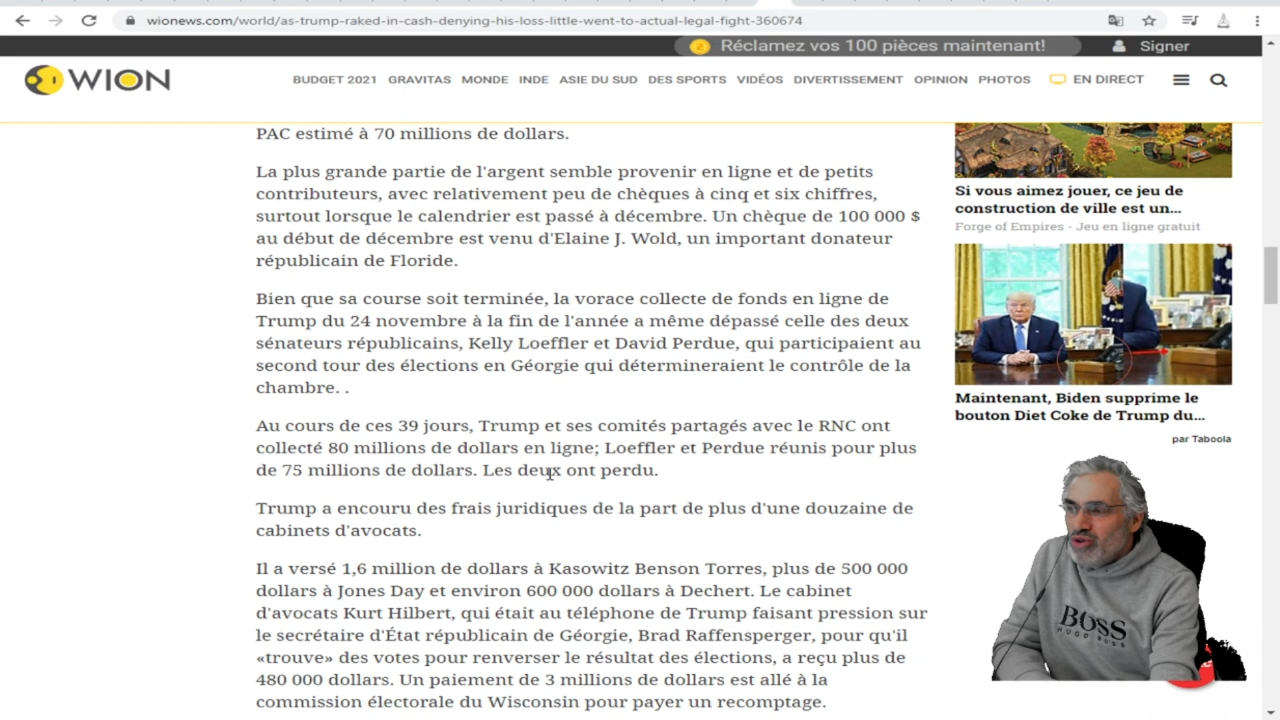 wionews.com/world/as-trump-raked-in-cash-denying-his-loss-little-went-to-actual-legal-fight-360674
Réclamez vos 100 pièces maintenant!
Signer
WION
BUDGET 2021 GRAVITAS MONDE INDE ASIE DU SUD DES SPORTS VIDÉOS DIVERTISSEMENT OPINION PHOTOS EN DIRECT
PAC estimé à 70 millions de dollars.
La plus grande partie de l'argent semble provenir en ligne et de petits
contributeurs, avec relativement peu de chèques à cinq et six chiffres,
surtout lorsque le calendrier est passé à décembre. Un chèque de 100 000 $
au début de décembre est venu d'Elaine J. Wold, un important donateur
républicain de Floride.
Bien que sa course soit terminée, la vorace collecte de fonds en ligne de
Trump du 24 novembre à la fin de l'année a même dépassé celle des deux
sénateurs républicains, Kelly Loeffler et David Perdue, qui participaient au
second tour des élections en Géorgie qui détermineraient le contrôle de la
chambre. .
Au cours de ces 39 jours, Trump et ses comités partagés avec le RNC ont
collecté 80 millions de dollars en ligne; Loeffler et Perdue réunis pour plus
de 75 millions de dollars. Les deux ont perdu.
Trump a encouru des frais juridiques de la part de plus d'une douzaine de
cabinets d'avocats.
Il a versé 1,6 million de dollars à Kasowitz Benson Torres, plus de 500 000
dollars à Jones Day et environ 600 000 dollars à Dechert. Le cabinet
d'avocats Kurt Hilbert, qui était au téléphone de Trump faisant pression sur
le secrétaire d'État républicain de Géorgie, Brad Raffensperger, pour qu'il
«trouve» des votes pour renverser le résultat des élections, a reçu plus de
480 000 dollars. Un paiement de 3 millions de dollars est allé à la
commission électorale du Wisconsin pour payer un recomptage.
Si vous aimez jouer, ce jeu de
construction de ville est un...
Forge of Empires - Jeu en ligne gratuit
Maintenant, Biden supprime le
bouton Diet Coke de Trump du...
par Taboola
BOSS
HUGO BOSS